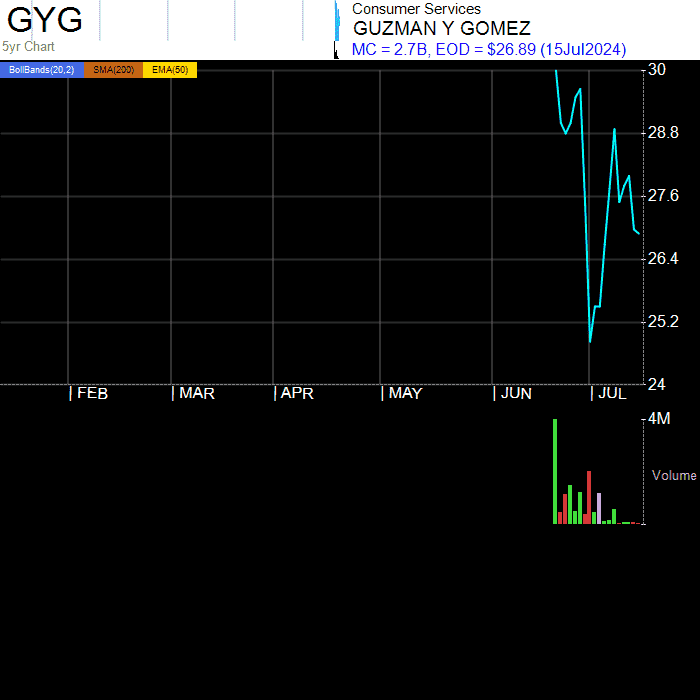 GYG
5yr Chart
Consumer Services
GUZMAN Y GOMEZ
MC = 2.7B, EOD = $26.89 (15Jul2024)
BollBands(20,2) SMA(200) EMA(50)
30
28.8
27.6
26.4
25.2
24
| FEB | MAR | APR | MAY | JUN | JUL
4M
Volume